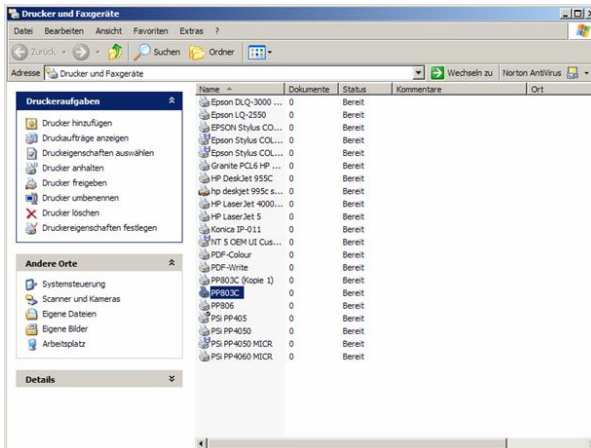 Drucker und Faxgeräte
Datei Bearbeiten Ansicht Favoriten Extras ?
Zurück Suchen Ordner
Adresse Drucker und Faxgeräte Wechseln zu Norton AntiVirus
Druckeraufgaben
Drucker hinzufügen
Druckaufträge anzeigen
Druckeigenschaften auswählen
Drucker anhalten
Drucker freigeben
Drucker umbenennen
Drucker löschen
Druckereigenschaften festlegen
Andere Orte
Systemsteuerung
Scanner und Kameras
Eigene Dateien
Eigene Bilder
Arbeitsplatz
Details
Name Dokumente Status Kommentare Ort
Epson DLQ-3000 ... 0 Bereit
Epson LQ-2550 0 Bereit
EPSON Stylus CO... 0 Bereit
Epson Stylus COL... 0 Bereit
Epson Stylus COL... 0 Bereit
Granite PCL6 HP ... 0 Bereit
HP DeskJet 955C 0 Bereit
hp deskjet 995c s... 0 Bereit
HP LaserJet 4000... 0 Bereit
HP LaserJet 5 0 Bereit
Konica IP-011 0 Bereit
NT 5 OEM UI Cus... 0 Bereit
PDF-Colour 0 Bereit
PDF-Write 0 Bereit
PP803C (Kopie 1) 0 Bereit
PP803C 0 Bereit
PP806 0 Bereit
PSi PP405 0 Bereit
PSi PP4050 0 Bereit
PSi PP4050 MICR 0 Bereit
PSi PP4060 MICR 0 Bereit